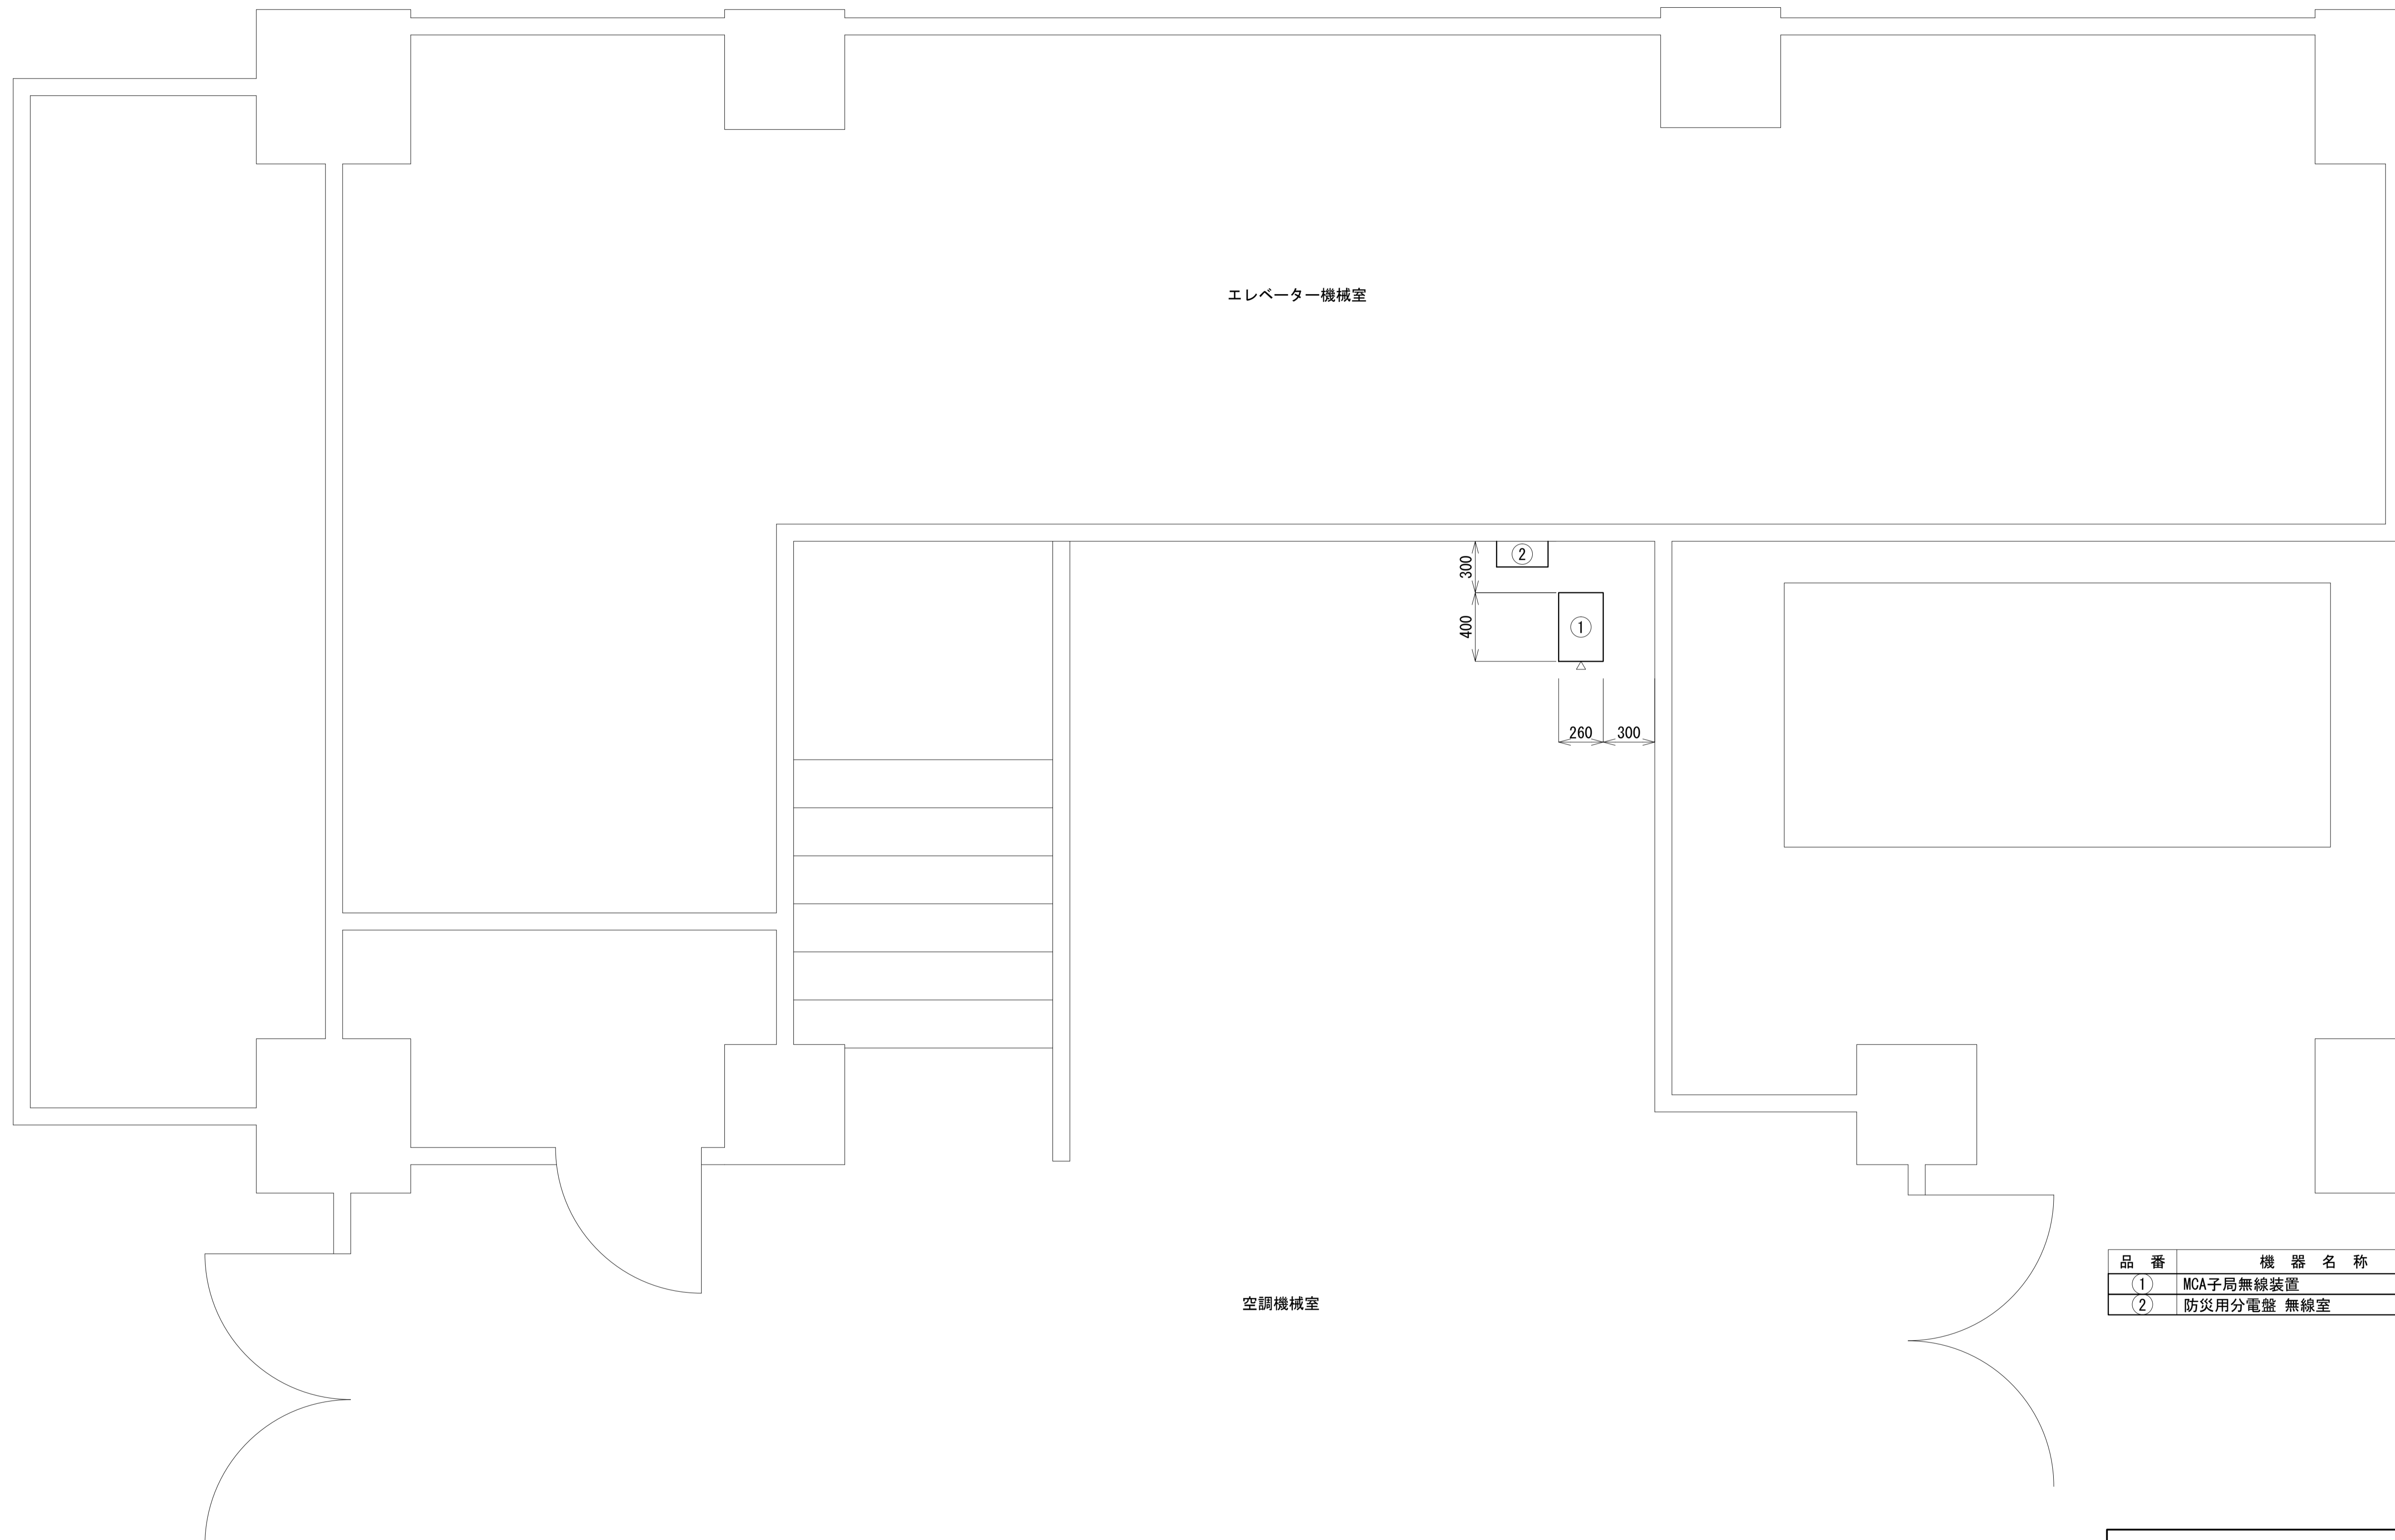 エレベーター機械室
②
300
400
①
260 300
品 番 機 器 名 称
① MCA子局無線装置
② 防災用分電盤 無線室
空調機械室